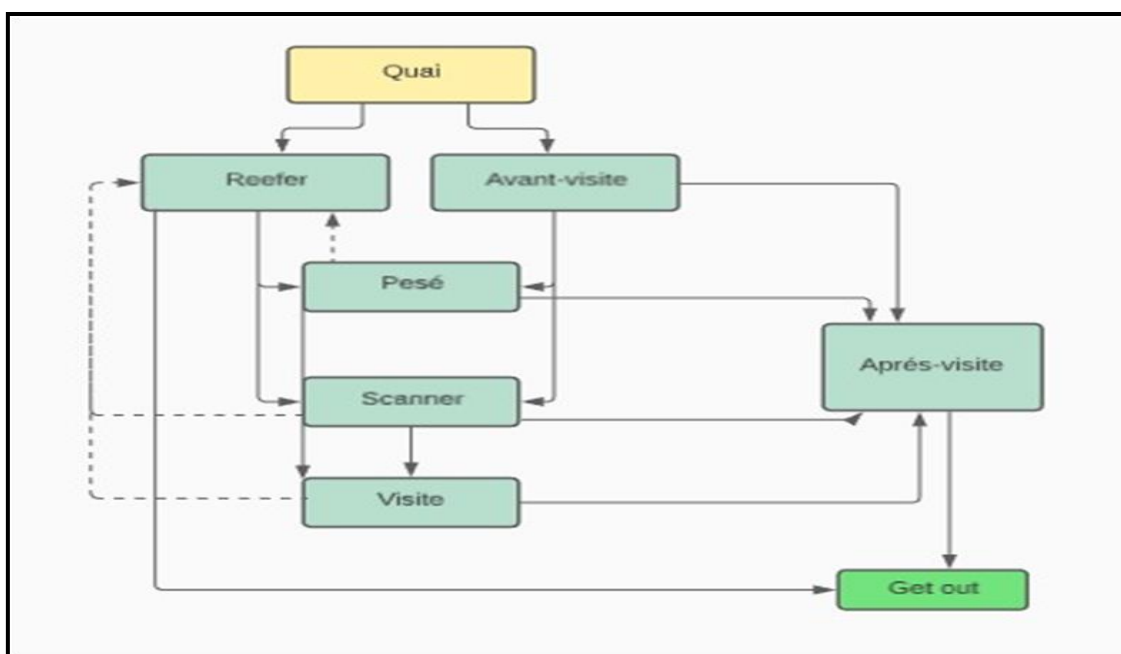 Quai
Reefer
Avant-visite
Pesé
Aprés-visite
Scanner
Visite
Get out